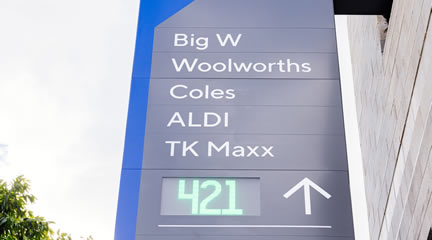 Big W
Woolworths
Coles
ALDI
TK Maxx
421